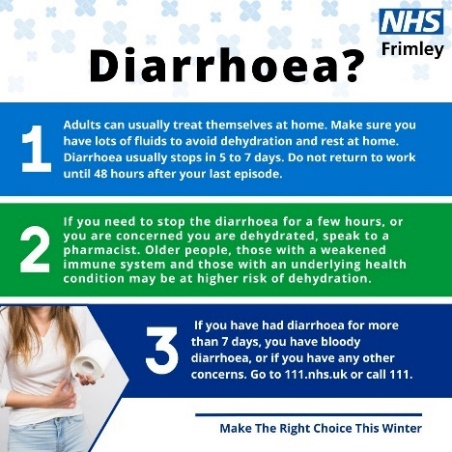 NHS
Frimley
Diarrhoea?
1
Adults can usually treat themselves at home. Make sure you
have lots of fluids to avoid dehydration and rest at home.
Diarrhoea usually stops in 5 to 7 days. Do not return to work
until 48 hours after your last episode.
2
If you need to stop the diarrhoea for a few hours, or
you are concerned you are dehydrated, speak to a
pharmacist. Older people, those with a weakened
immune system and those with an underlying health
condition may be at higher risk of dehydration.
3
If you have had diarrhoea for more
than 7 days, you have bloody
diarrhoea, or if you have any other
concerns. Go to 111.nhs.uk or call 111.
Make The Right Choice This Winter